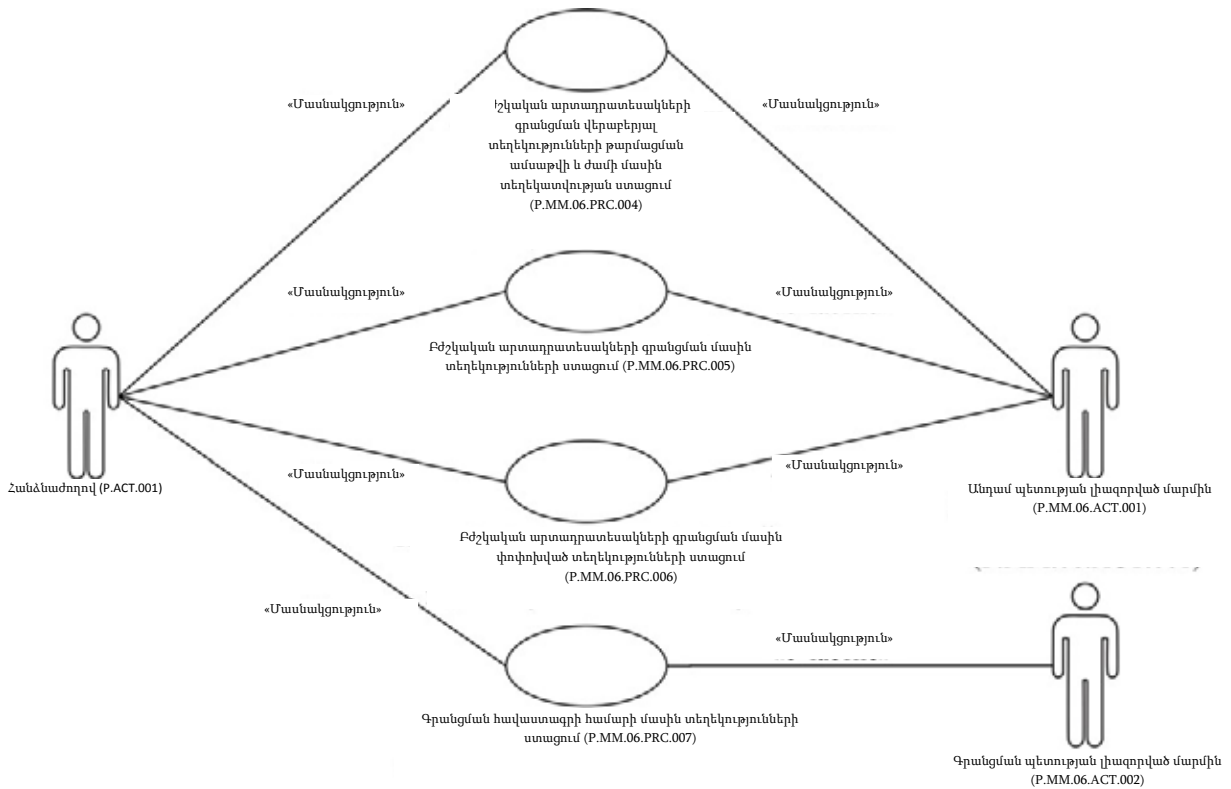 «Մասնակցություն»
«Մասնակցություն»
բժշկական արտադրատեսակների
գրանցման վերաբերյալ
տեղեկությունների թարմացման
ամսաթվի և ժամի մասին
տեղեկատվության ստացում
(P.MM.06.PRC.004)
«Մասնակցություն»
«Մասնակցություն»
Բժշկական արտադրատեսակների գրանցման մասին
տեղեկությունների ստացում (P.MM.06.PRC.005)
«Մասնակցություն»
«Մասնակցություն»
Հանձնաժողով (P.ACT.001)
Անդամ պետության լիազորված մարմին
(P.MM.06.ACT.001)
Բժշկական արտադրատեսակների գրանցման մասին
փոփոխված տեղեկությունների ստացում
(P.MM.06.PRC.006)
«Մասնակցություն»
«Մասնակցություն»
Գրանցման հավաստագրի համարի մասին տեղեկությունների
ստացում (P.MM.06.PRC.007)
Գրանցման պետության լիազորված մարմին
(P.MM.06.ACT.002)